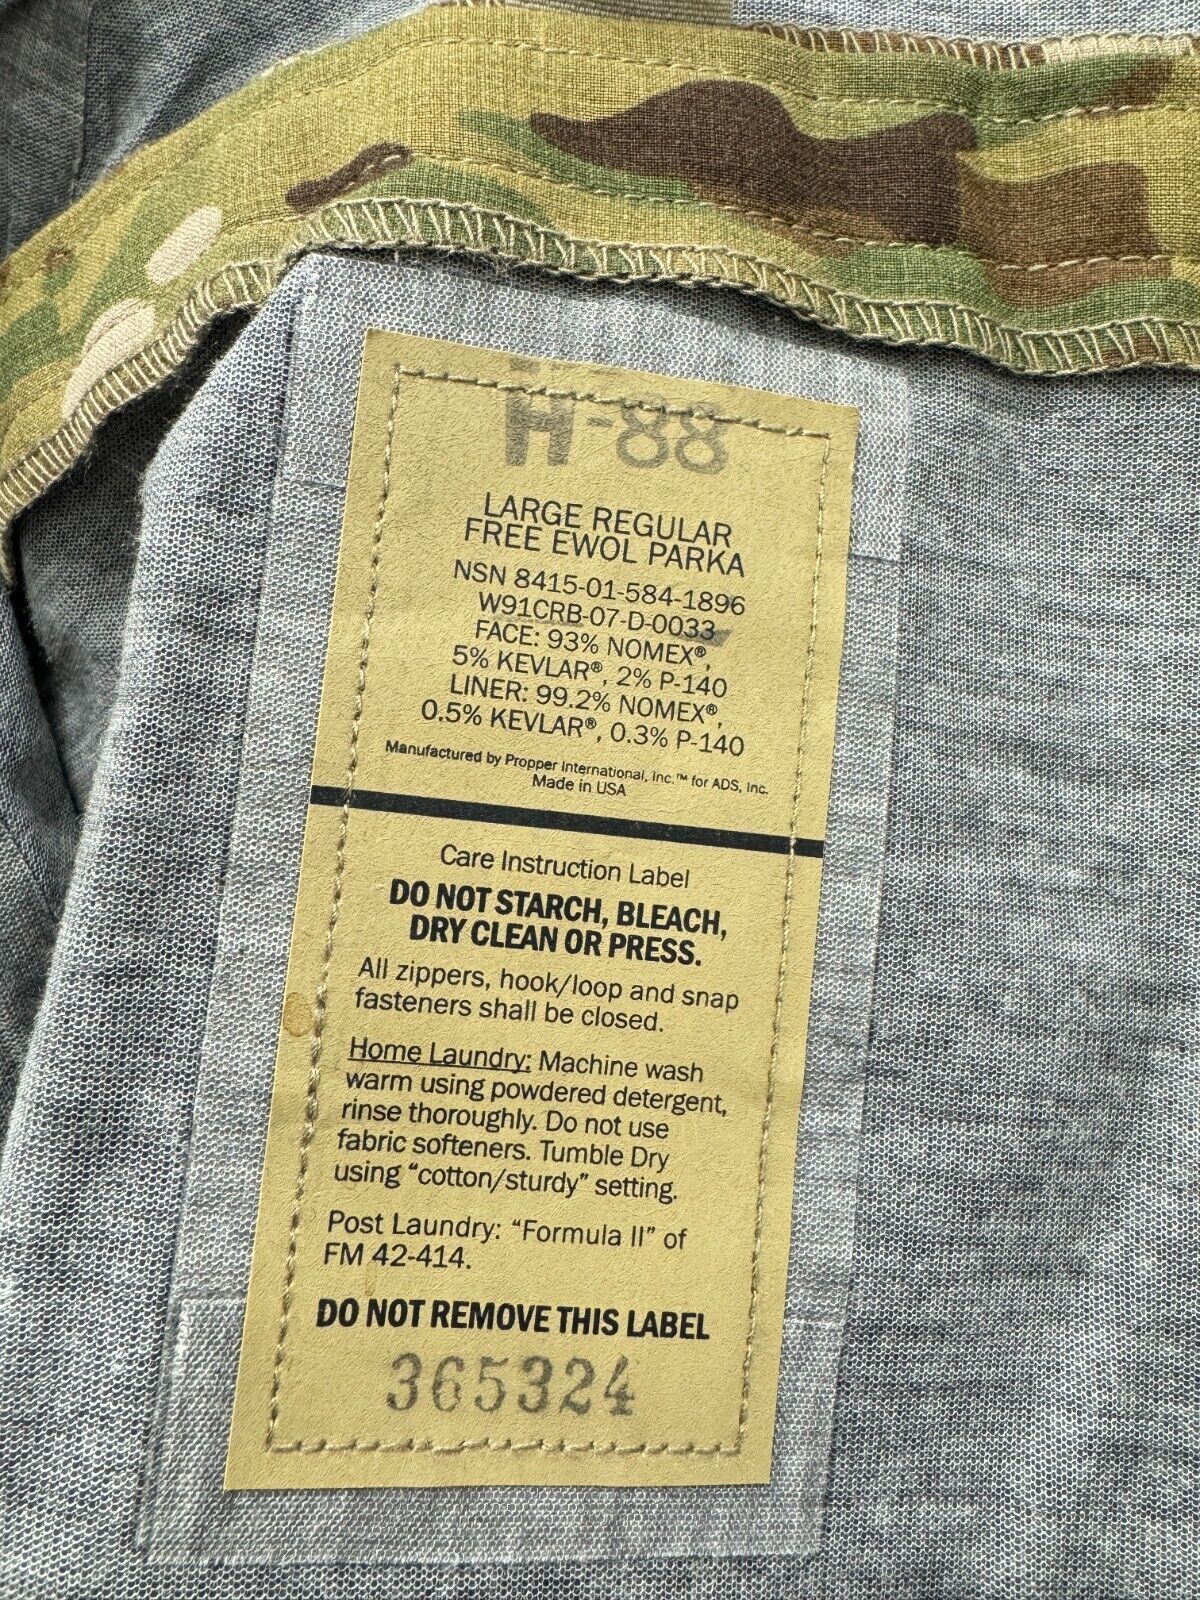 H-88
LARGE REGULAR
FREE EWOL PARKA
NSN 8415-01-584-1896
W91CRB-07-D-0033
FACE: 93% NOMEX®,
5% KEVLAR®, 2% P-140
LINER: 99.2% NOMEX®,
0.5% KEVLAR®, 0.3% P-140
Manufactured by Propper International, Inc.™ for ADS, Inc.
Made in USA
Care Instruction Label
DO NOT STARCH, BLEACH,
DRY CLEAN OR PRESS.
All zippers, hook/loop and snap
fasteners shall be closed.
Home Laundry: Machine wash
warm using powdered detergent,
rinse thoroughly. Do not use
fabric softeners. Tumble Dry
using "cotton/sturdy" setting.
Post Laundry: "Formula II" of
FM 42-414.
DO NOT REMOVE THIS LABEL
365324